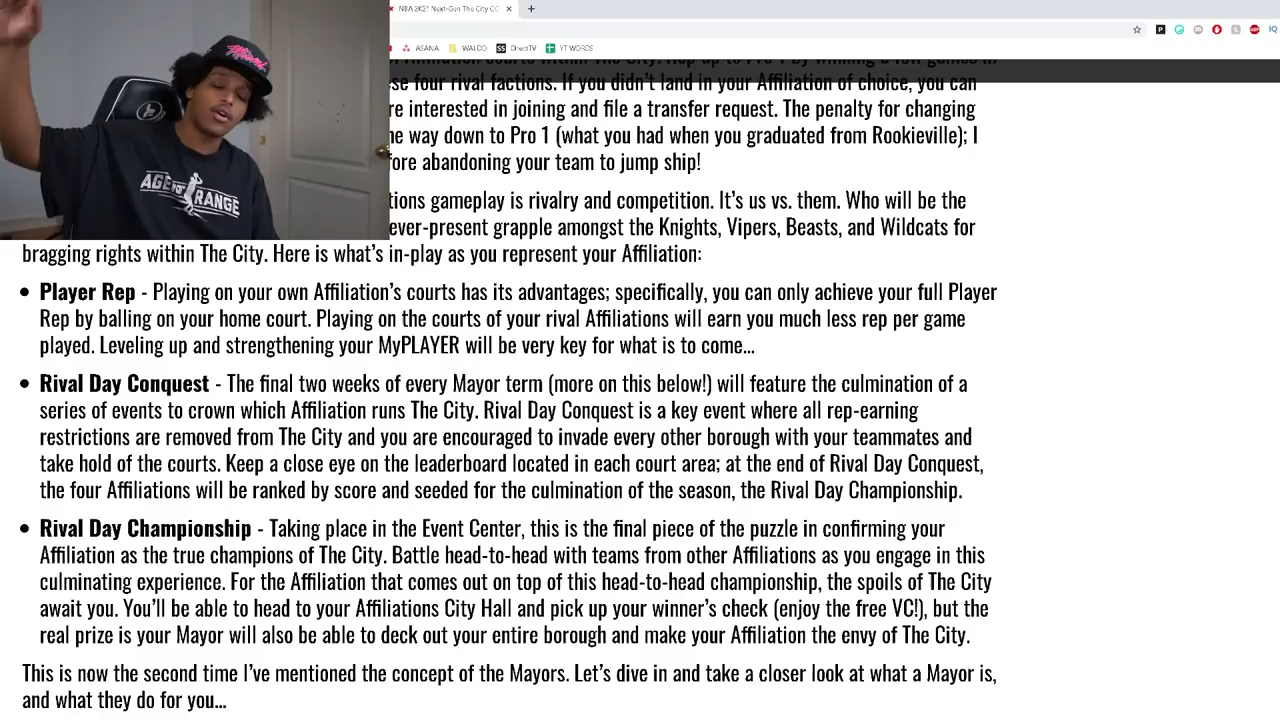 NBA 2K21 Next-Gen The City CO
ASANA WALDO DirectTV YT WORDS
se four rival factions. If you didn't land in your Affiliation of choice, you can
re interested in joining and file a transfer request. The penalty for changing
e way down to Pro 1 (what you had when you graduated from Rookieville); I
fore abandoning your team to jump ship!
tions gameplay is rivalry and competition. It's us vs. them. Who will be the
ever-present grapple amongst the Knights, Vipers, Beasts, and Wildcats for
bragging rights within The City. Here is what's in-play as you represent your Affiliation:
• Player Rep - Playing on your own Affiliation's courts has its advantages; specifically, you can only achieve your full Player
Rep by balling on your home court. Playing on the courts of your rival Affiliations will earn you much less rep per game
played. Leveling up and strengthening your MyPLAYER will be very key for what is to come...
• Rival Day Conquest - The final two weeks of every Mayor term (more on this below!) will feature the culmination of a
series of events to crown which Affiliation runs The City. Rival Day Conquest is a key event where all rep-earning
restrictions are removed from The City and you are encouraged to invade every other borough with your teammates and
take hold of the courts. Keep a close eye on the leaderboard located in each court area; at the end of Rival Day Conquest,
the four Affiliations will be ranked by score and seeded for the culmination of the season, the Rival Day Championship.
• Rival Day Championship - Taking place in the Event Center, this is the final piece of the puzzle in confirming your
Affiliation as the true champions of The City. Battle head-to-head with teams from other Affiliations as you engage in this
culminating experience. For the Affiliation that comes out on top of this head-to-head championship, the spoils of The City
await you. You'll be able to head to your Affiliations City Hall and pick up your winner's check (enjoy the free VC!), but the
real prize is your Mayor will also be able to deck out your entire borough and make your Affiliation the envy of The City.
This is now the second time I've mentioned the concept of the Mayors. Let's dive in and take a closer look at what a Mayor is,
and what they do for you...
Miami
RANGE